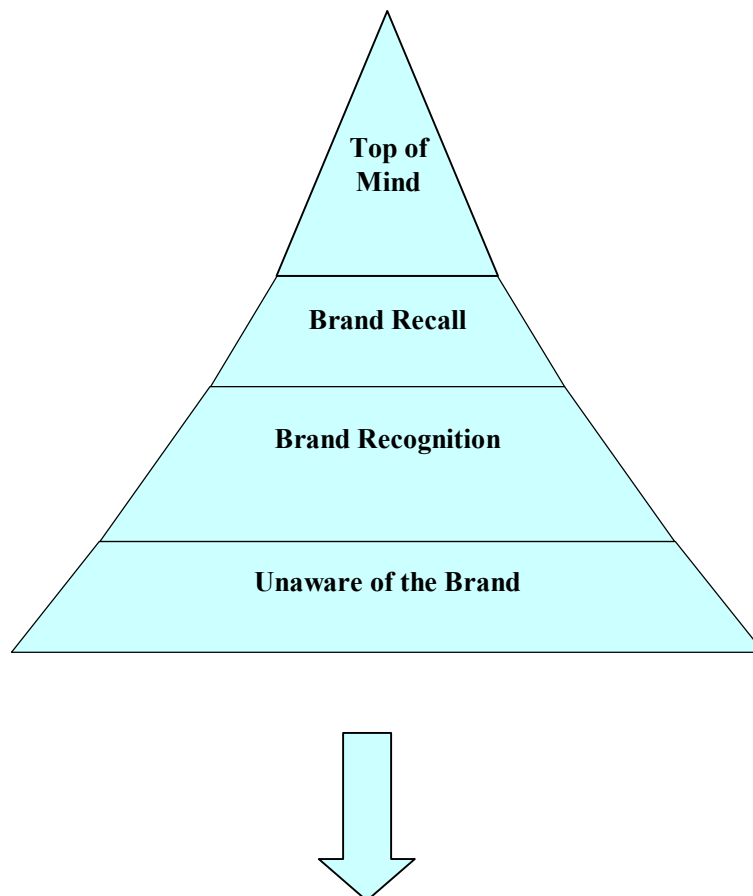 Top of
Mind
Brand Recall
Brand Recognition
Unaware of the Brand